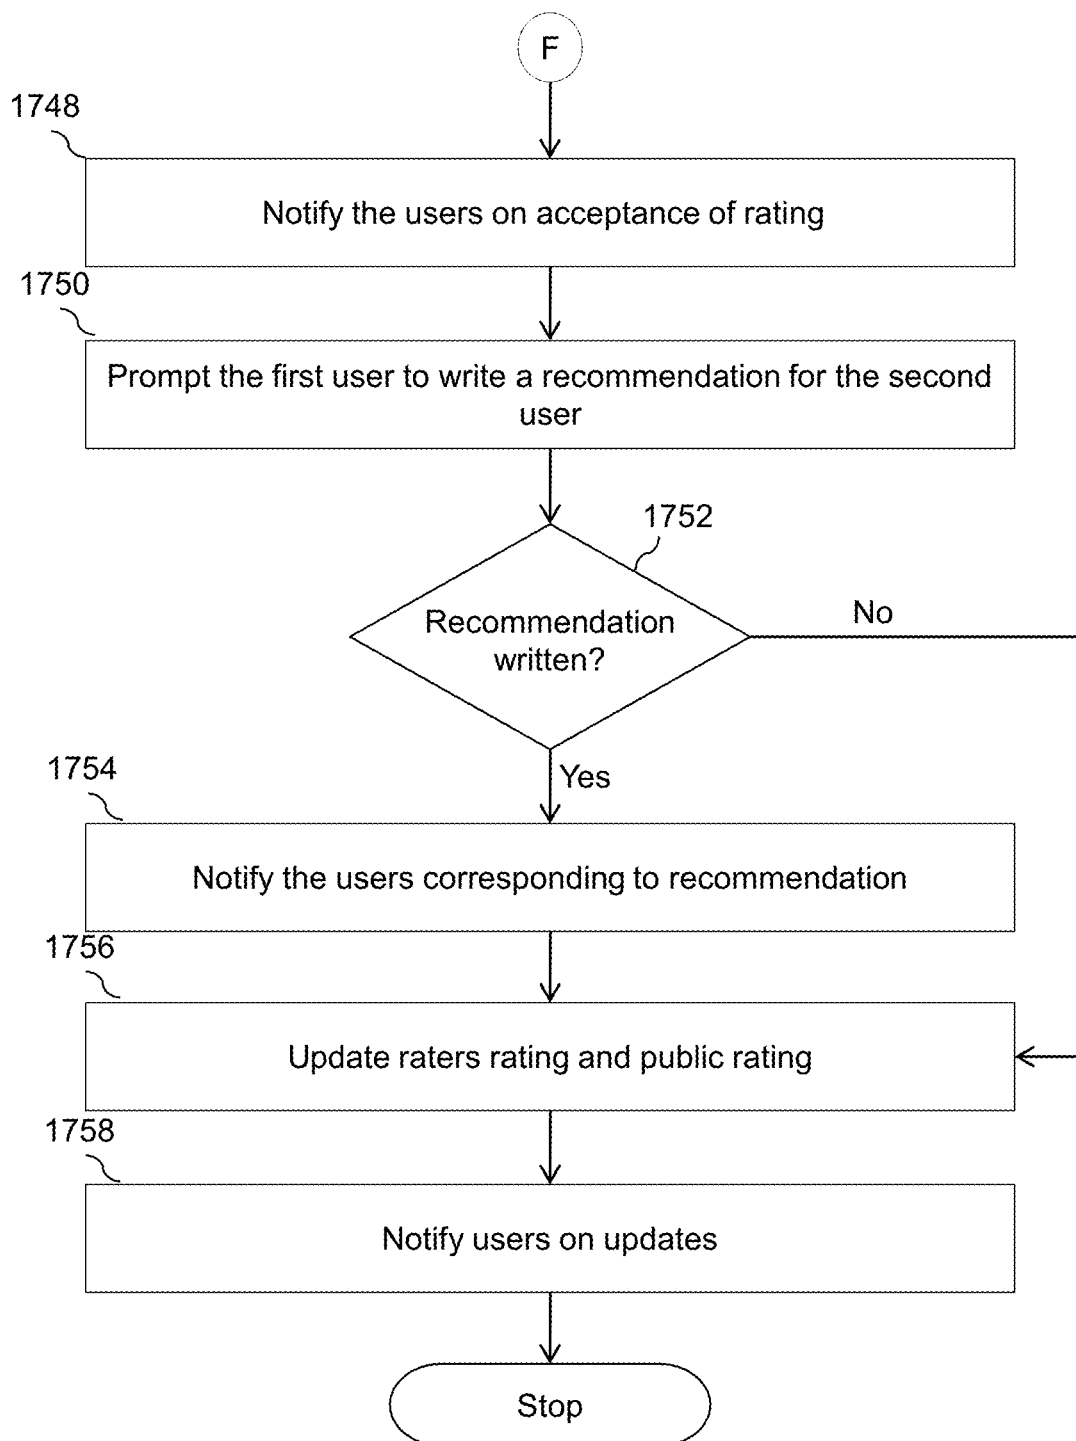 F
1748
Notify the users on acceptance of rating
1750
Prompt the first user to write a recommendation for the second
user
1752
Recommendation
written?
No
Yes
1754
Notify the users corresponding to recommendation
1756
Update raters rating and public rating
1758
Notify users on updates
Stop